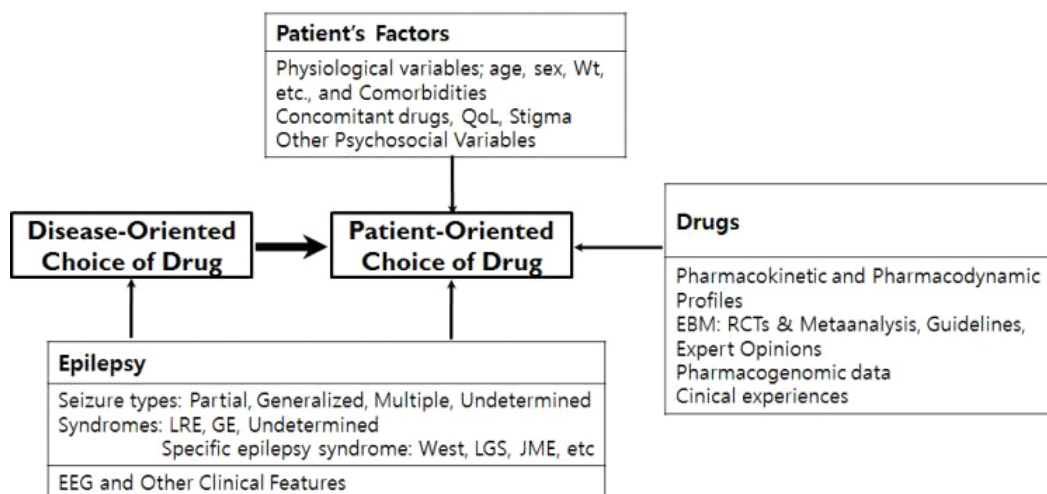 Patient's Factors
Physiological variables; age, sex, Wt,
etc., and Comorbidities
Concomitant drugs, QoL, Stigma
Other Psychosocial Variables
Disease-Oriented
Choice of Drug
Patient-Oriented
Choice of Drug
Drugs
Pharmacokinetic and Pharmacodynamic
Profiles
EBM: RCTs & Metaanalysis, Guidelines,
Expert Opinions
Pharmacogenomic data
Cinical experiences
Epilepsy
Seizure types: Partial, Generalized, Multiple, Undetermined
Syndromes: LRE, GE, Undetermined
Specific epilepsy syndrome: West, LGS, JME, etc
EEG and Other Clinical Features